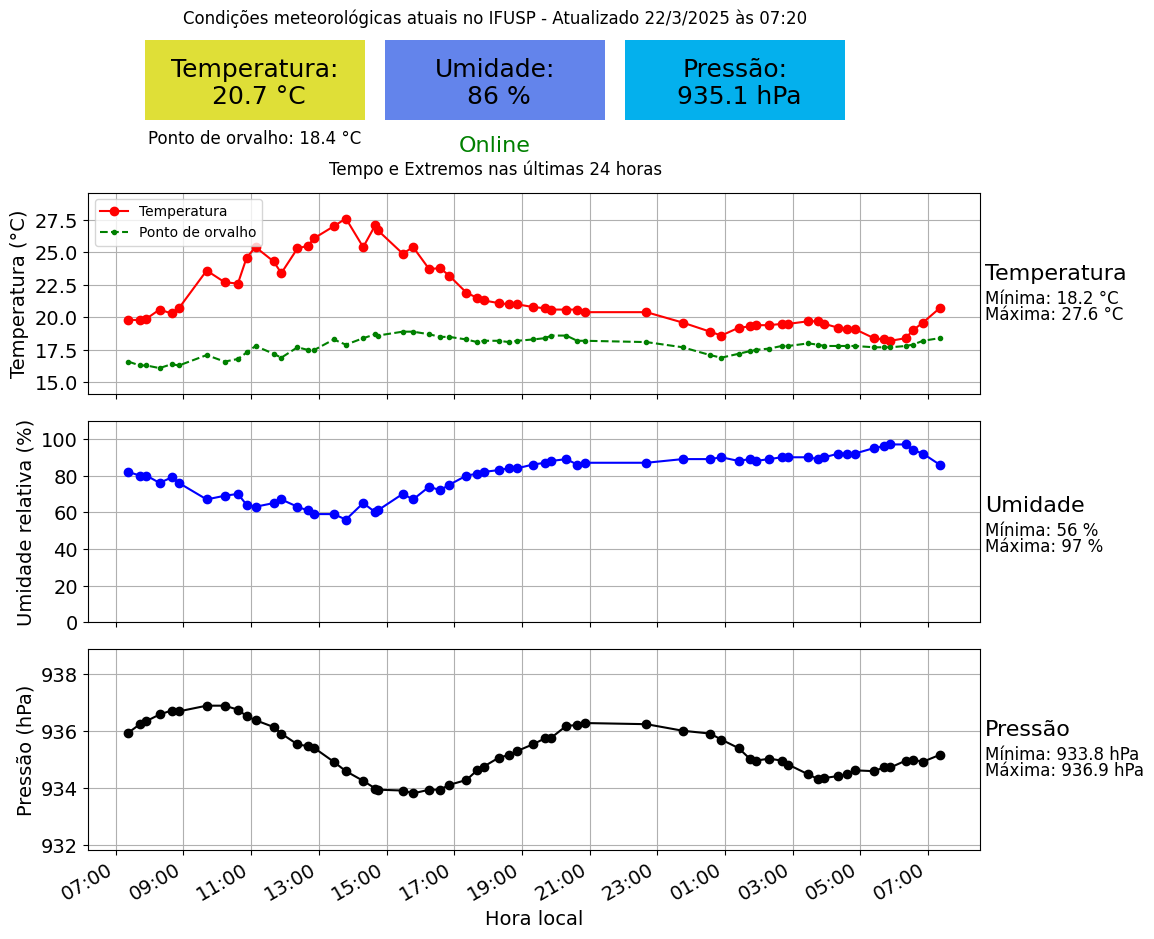 Condições meteorológicas atuais no IFUSP - Atualizado 22/3/2025 às 07:20
Temperatura:
20.7 °C
Umidade:
86 %
Pressão:
935.1 hPa
Ponto de orvalho: 18.4 °C
Online
Tempo e Extremos nas últimas 24 horas
Temperatura (°C)
27.5
25.0
22.5
20.0
17.5
15.0
Temperatura
Ponto de orvalho
Temperatura
Mínima: 18.2 °C
Máxima: 27.6 °C
Umidade relativa (%)
100
80
60
40
20
0
Umidade
Mínima: 56 %
Máxima: 97 %
Pressão (hPa)
938
936
934
932
Pressão
Mínima: 933.8 hPa
Máxima: 936.9 hPa
07:00
09:00
11:00
13:00
15:00
17:00
19:00
21:00
23:00
01:00
03:00
05:00
07:00
Hora local